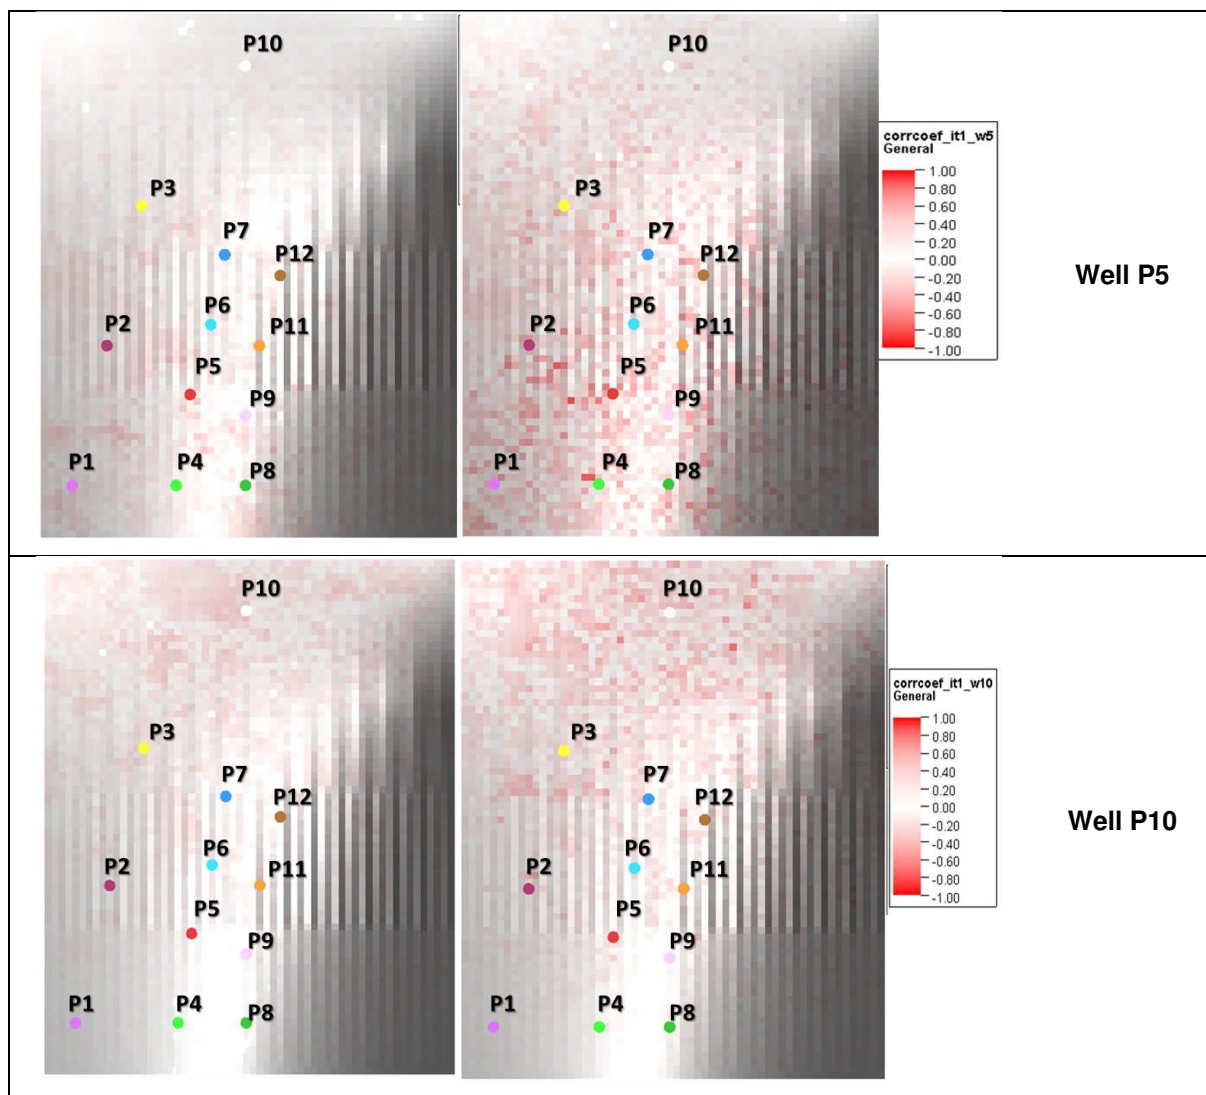 P10
P3
P7
P12
P6
P2
P11
P5
P9
P1
P4
P8
P10
P3
P7
P12
P6
P2
P11
P5
P9
P1
P4
P8
corrcoef_it1_w5
General
1.00
0.80
0.60
0.40
0.20
0.00
-0.20
-0.40
-0.60
-0.80
-1.00
Well P5
P10
P3
P7
P12
P6
P2
P11
P5
P9
P1
P4
P8
P10
P3
P7
P12
P6
P2
P11
P5
P9
P1
P4
P8
corrcoef_it1_w10
General
1.00
0.80
0.60
0.40
0.20
0.00
-0.20
-0.40
-0.60
-0.80
-1.00
Well P10